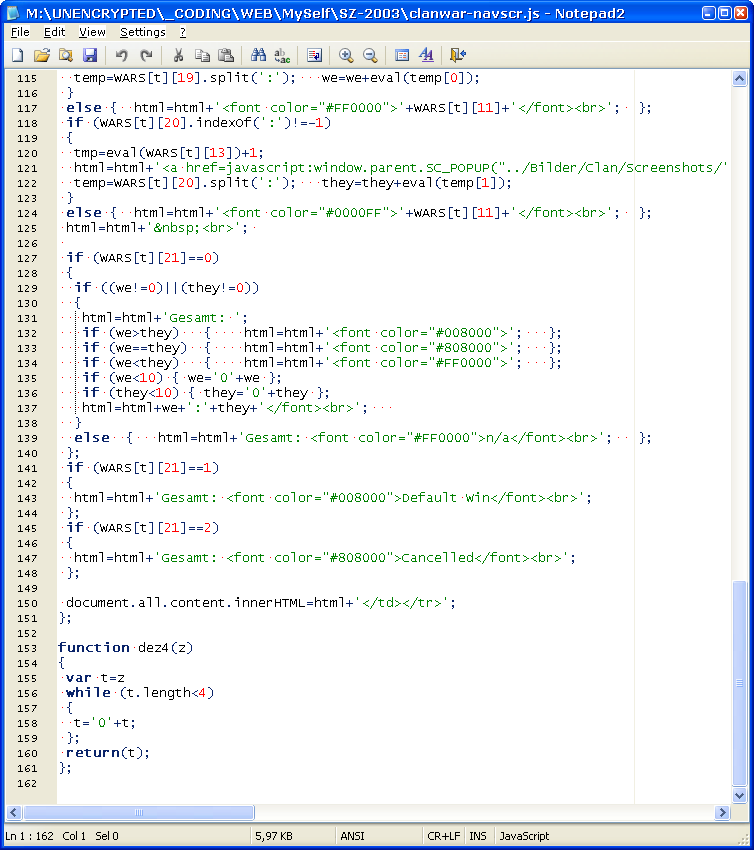 M:\UNENCRYPTED\_CODING\WEB\MySelf\SZ-2003\clanwar-navscr.js - Notepad2
File Edit View Settings ?
115 temp=WARS[t][19].split(':'); we=we+eval(temp[0]);
116 }
117 else { html=html+'<font color="#FF0000">'+WARS[t][11]+'</font><br>'; };
118 if (WARS[t][20].indexOf(':')!=-1)
119 {
120 tmp=eval(WARS[t][13])+1;
121 html=html+'<a href=javascript:window.parent.SC_POPUP("../Bilder/Clan/Screenshots/'
122 temp=WARS[t][20].split(':'); they=they+eval(temp[1]);
123 }
124 else { html=html+'<font color="#0000FF">'+WARS[t][11]+'</font><br>'; };
125 html=html+'&nbsp;<br>';
126
127 if (WARS[t][21]==0)
128 {
129 if ((we!=0)||(they!=0))
130 {
131 html=html+'Gesamt: ';
132 if (we>they) { html=html+'<font color="#008000">'; };
133 if (we==they) { html=html+'<font color="#808000">'; };
134 if (we<they) { html=html+'<font color="#FF0000">'; };
135 if (we<10) { we='0'+we };
136 if (they<10) { they='0'+they };
137 html=html+we+':'+they+'</font><br>';
138 }
139 else { html=html+'Gesamt: <font color="#FF0000">n/a</font><br>'; };
140 };
141 if (WARS[t][21]==1)
142 {
143 html=html+'Gesamt: <font color="#008000">Default Win</font><br>';
144 };
145 if (WARS[t][21]==2)
146 {
147 html=html+'Gesamt: <font color="#808000">Cancelled</font><br>';
148 };
149
150 document.all.content.innerHTML=html+'</td></tr>';
151 };
152
153 function dez4(z)
154 {
155 var t=z
156 while (t.length<4)
157 {
158 t='0'+t;
159 };
160 return(t);
161 };
162
Ln 1 : 162 Col 1 Sel 0 5,97 KB ANSI CR+LF INS JavaScript